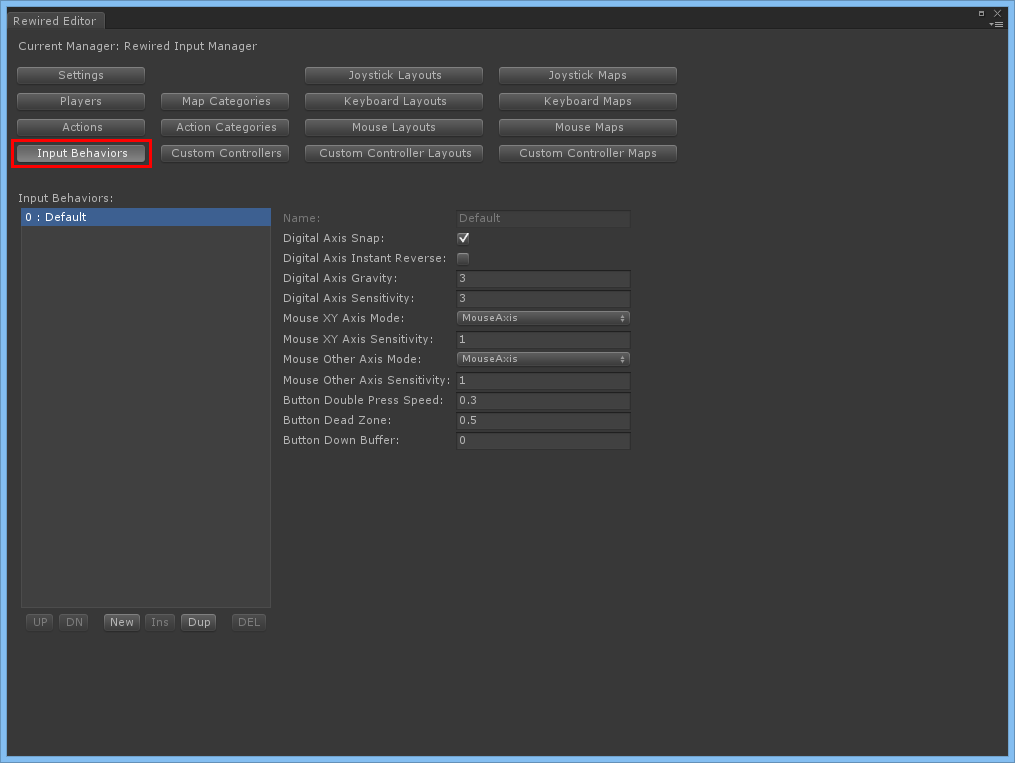 Rewired Editor
Current Manager: Rewired Input Manager
Settings
Joystick Layouts
Joystick Maps
Players
Map Categories
Keyboard Layouts
Keyboard Maps
Actions
Action Categories
Mouse Layouts
Mouse Maps
Input Behaviors
Custom Controllers
Custom Controller Layouts
Custom Controller Maps
Input Behaviors:
0 : Default
Name: Default
Digital Axis Snap:
Digital Axis Instant Reverse:
Digital Axis Gravity: 3
Digital Axis Sensitivity: 3
Mouse XY Axis Mode: MouseAxis
Mouse XY Axis Sensitivity: 1
Mouse Other Axis Mode: MouseAxis
Mouse Other Axis Sensitivity: 1
Button Double Press Speed: 0.3
Button Dead Zone: 0.5
Button Down Buffer: 0
UP DN New Ins Dup DEL